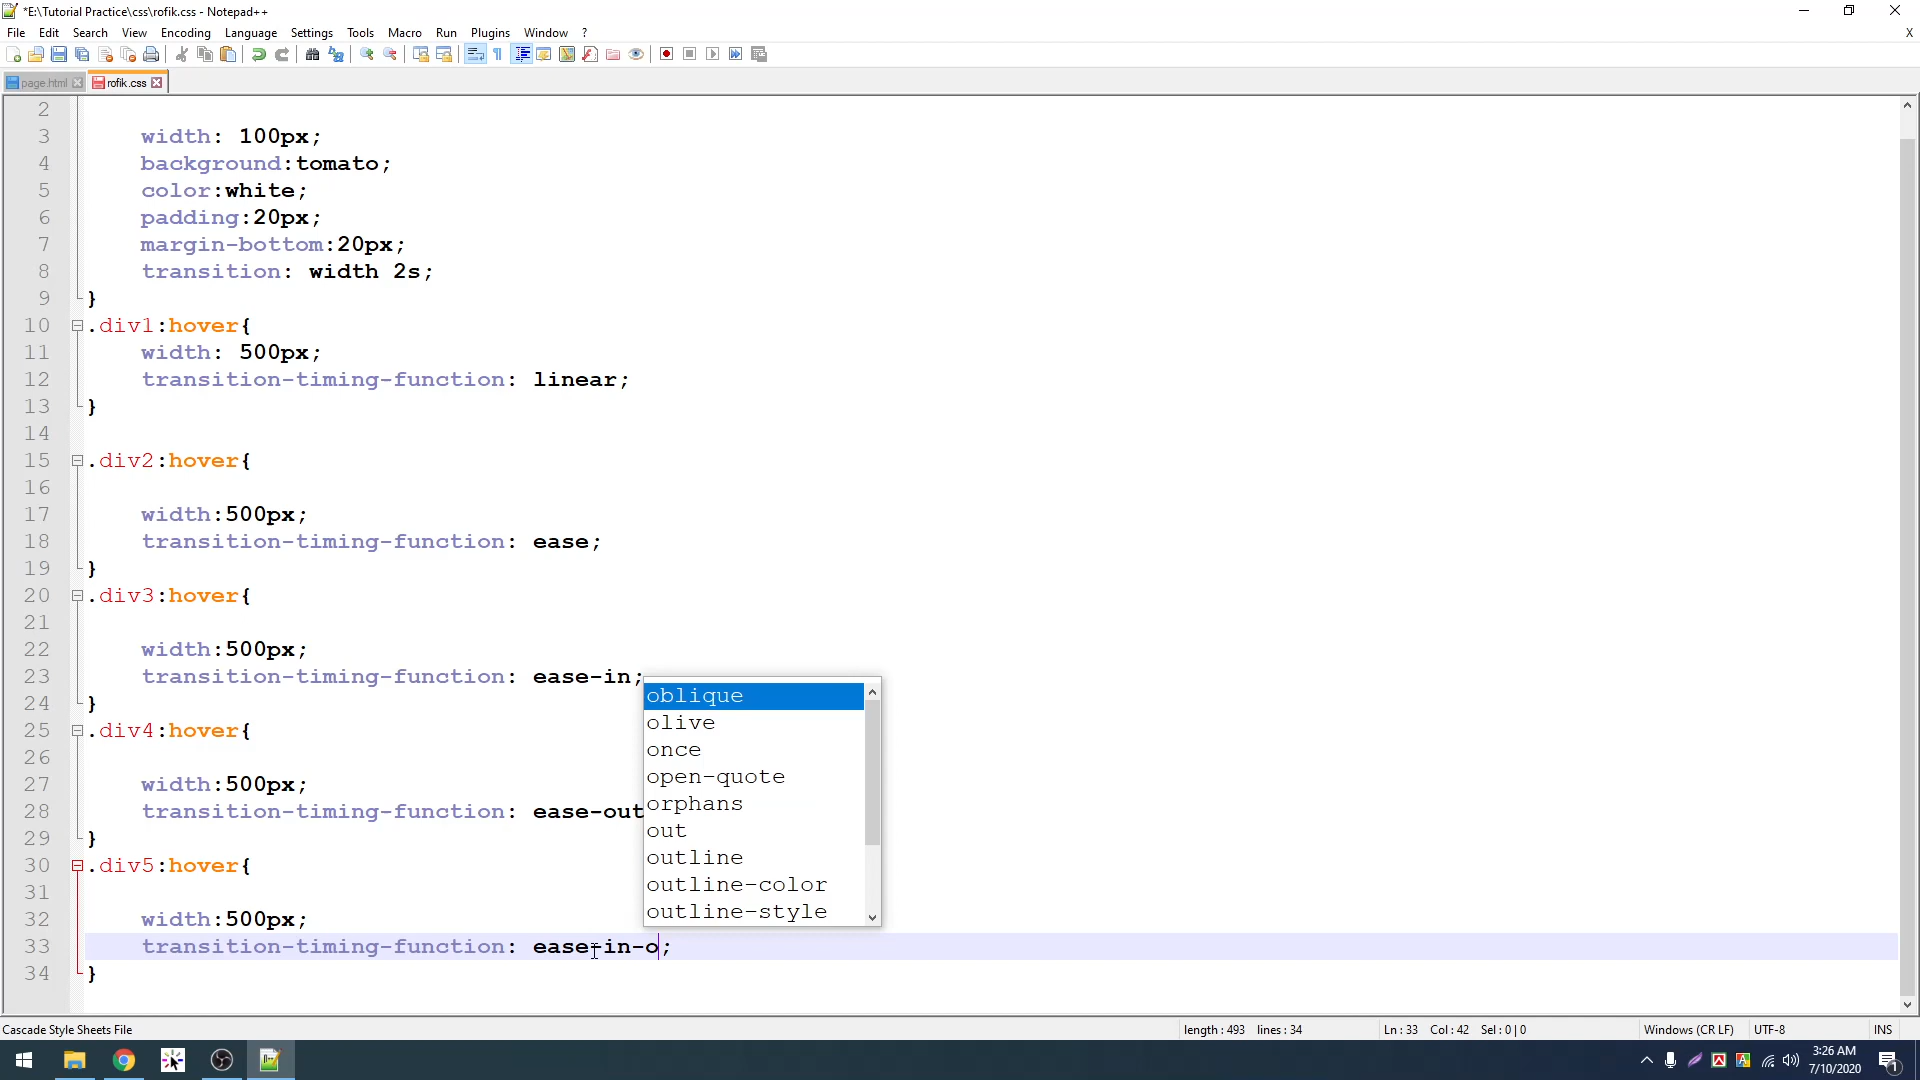 *E:\Tutorial Practice\css\rofik.css - Notepad++
File Edit Search View Encoding Language Settings Tools Macro Run Plugins Window ? X
page.html rofik.css
2
3 width: 100px;
4 background:tomato;
5 color:white;
6 padding:20px;
7 margin-bottom:20px;
8 transition: width 2s;
9 }
10 .div1:hover{
11 width: 500px;
12 transition-timing-function: linear;
13 }
14
15 .div2:hover{
16
17 width:500px;
18 transition-timing-function: ease;
19 }
20 .div3:hover{
21
22 width:500px;
23 transition-timing-function: ease-in;
24 }
25 .div4:hover{
26
27 width:500px;
28 transition-timing-function: ease-out
29 }
30 .div5:hover{
31
32 width:500px;
33 transition-timing-function: ease-in-o;
34 }
oblique
olive
once
open-quote
orphans
out
outline
outline-color
outline-style
Cascade Style Sheets File length : 493 lines : 34 Ln : 33 Col : 42 Sel : 0 | 0 Windows (CR LF) UTF-8 INS
3:26 AM
7/10/2020
1